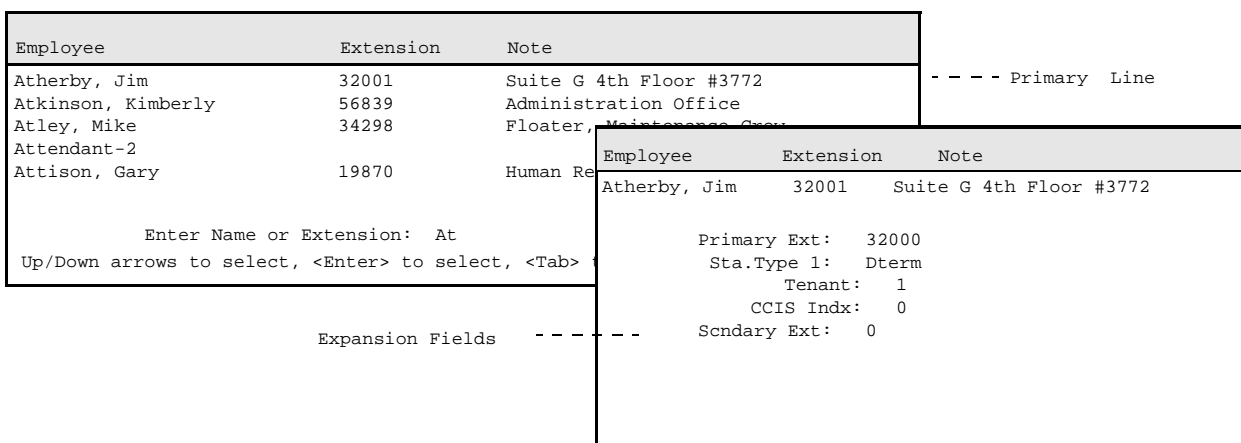 Employee Extension Note
Atherby, Jim 32001 Suite G 4th Floor #3772
Atkinson, Kimberly 56839 Administration Office
Atley, Mike 34298 Floater, Maintenance Crew
Attendant-2
Attison, Gary 19870 Human Re
Enter Name or Extension: At
Up/Down arrows to select, <Enter> to select, <Tab>
Primary Line
Employee Extension Note
Atherby, Jim 32001 Suite G 4th Floor #3772
Primary Ext: 32000
Sta.Type 1: Dterm
Tenant: 1
CCIS Indx: 0
Scndary Ext: 0
Expansion Fields